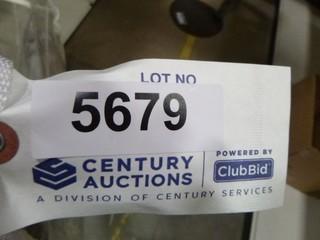 LOT NO
5679
CENTURY
AUCTIONS
POWERED BY
ClubBid
A DIVISION OF CENTURY SERVICES